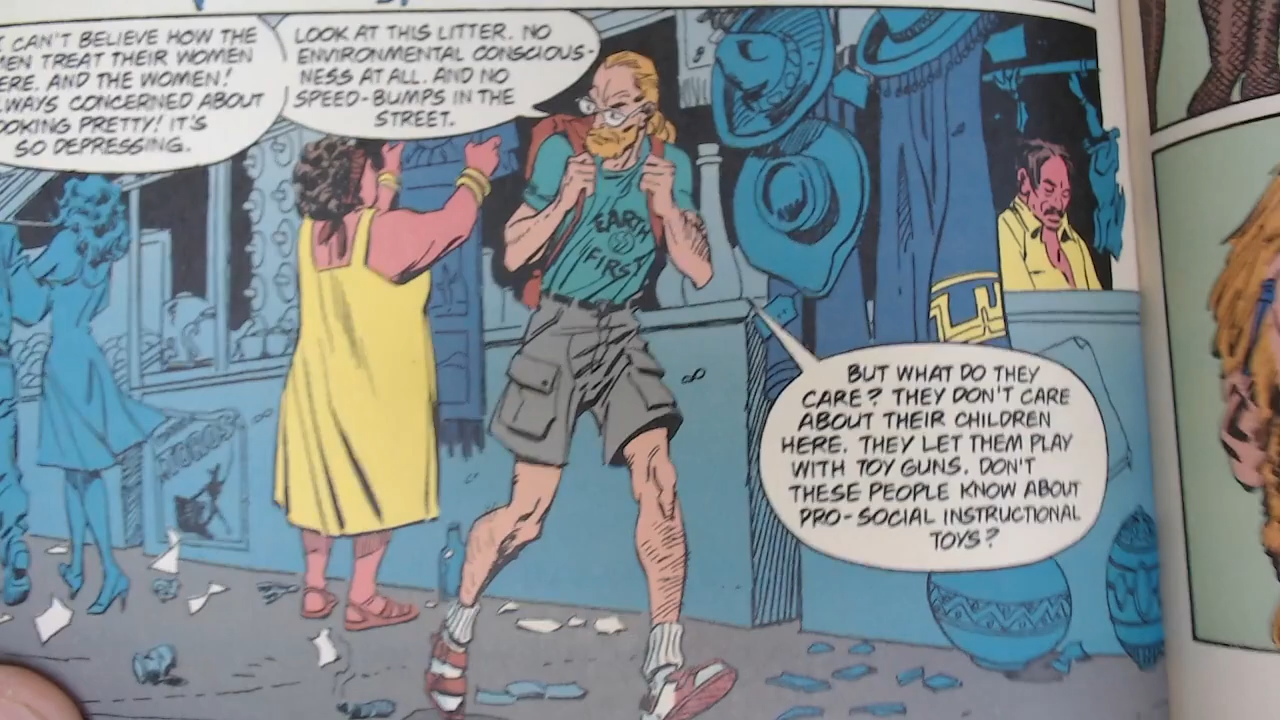 I CAN'T BELIEVE HOW THE
MEN TREAT THEIR WOMEN
ERE. AND THE WOMEN!
LWAYS CONCERNED ABOUT
OOKING PRETTY! IT'S
SO DEPRESSING.
LOOK AT THIS LITTER. NO
ENVIRONMENTAL CONSCIOUS-
NESS AT ALL. AND NO
SPEED-BUMPS IN THE
STREET.
EARTH
FIRST
BUT WHAT DO THEY
CARE? THEY DON'T CARE
ABOUT THEIR CHILDREN
HERE. THEY LET THEM PLAY
WITH TOY GUNS. DON'T
THESE PEOPLE KNOW ABOUT
PRO-SOCIAL INSTRUCTIONAL
TOYS?